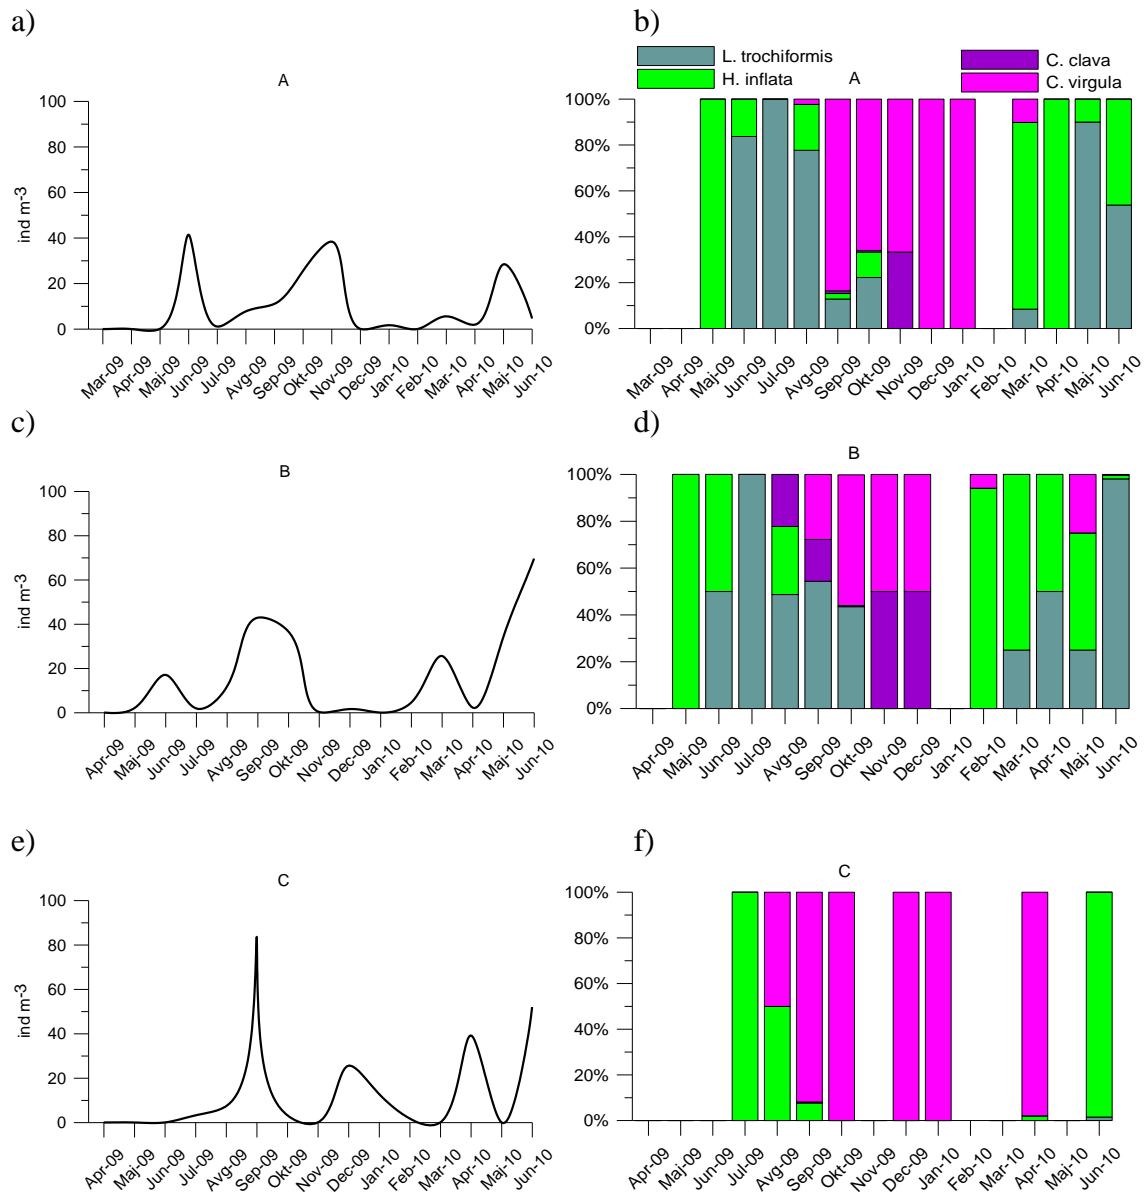 a)
A
100
80
60
40
20
0
ind m-3
Mar-09 Apr-09 Maj-09 Jun-09 Jul-09 Avg-09 Sep-09 Okt-09 Nov-09 Dec-09 Jan-10 Feb-10 Mar-10 Apr-10 Maj-10 Jun-10
b)
L. trochiformis C. clava
H. inflata C. virgula
A
100%
80%
60%
40%
20%
0%
Mar-09 Apr-09 Maj-09 Jun-09 Jul-09 Avg-09 Sep-09 Okt-09 Nov-09 Dec-09 Jan-10 Feb-10 Mar-10 Apr-10 Maj-10 Jun-10
c)
B
100
80
60
40
20
0
ind m-3
Apr-09 Maj-09 Jun-09 Jul-09 Avg-09 Sep-09 Okt-09 Nov-09 Dec-09 Jan-10 Feb-10 Mar-10 Apr-10 Maj-10 Jun-10
d)
B
100%
80%
60%
40%
20%
0%
Apr-09 Maj-09 Jun-09 Jul-09 Avg-09 Sep-09 Okt-09 Nov-09 Dec-09 Jan-10 Feb-10 Mar-10 Apr-10 Maj-10 Jun-10
e)
C
100
80
60
40
20
0
ind m-3
Apr-09 Maj-09 Jun-09 Jul-09 Avg-09 Sep-09 Okt-09 Nov-09 Dec-09 Jan-10 Feb-10 Mar-10 Apr-10 Maj-10 Jun-10
f)
C
100%
80%
60%
40%
20%
0%
Apr-09 Maj-09 Jun-09 Jul-09 Avg-09 Sep-09 Okt-09 Nov-09 Dec-09 Jan-10 Feb-10 Mar-10 Apr-10 Maj-10 Jun-10